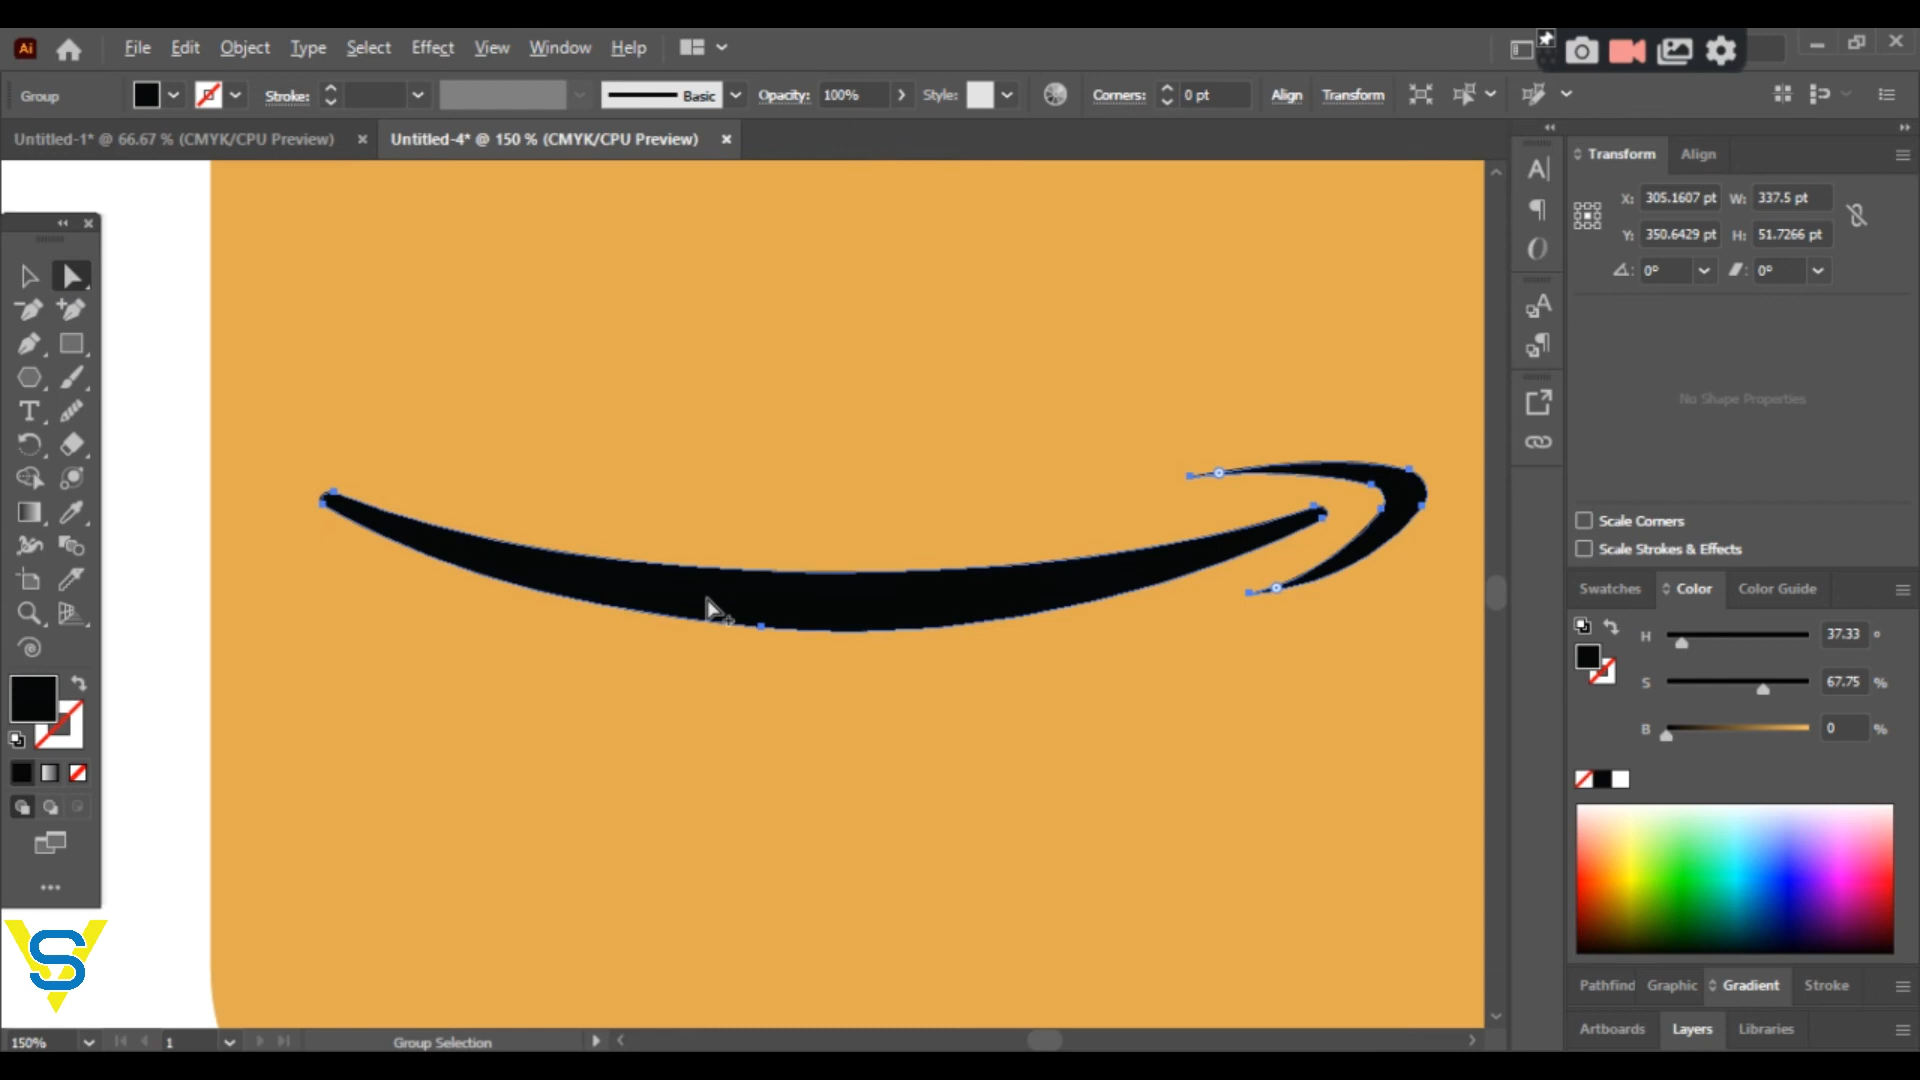 Ai File Edit Object Type Select Effect View Window Help
Group Stroke: Basic Opacity: 100% Style: Corners: 0 pt Align Transform
Untitled-1* @ 66.67 % (CMYK/CPU Preview) Untitled-4* @ 150 % (CMYK/CPU Preview)
Transform Align
X: 305.1607 pt W: 337.5 pt
Y: 350.6429 pt H: 51.7266 pt
0° 0°
No Shape Properties
Scale Corners
Scale Strokes & Effects
Swatches Color Color Guide
H 37.33 °
S 67.75 %
B 0 %
Pathfind Graphic Gradient Stroke
Artboards Layers Libraries
VS
150% 1 Group Selection